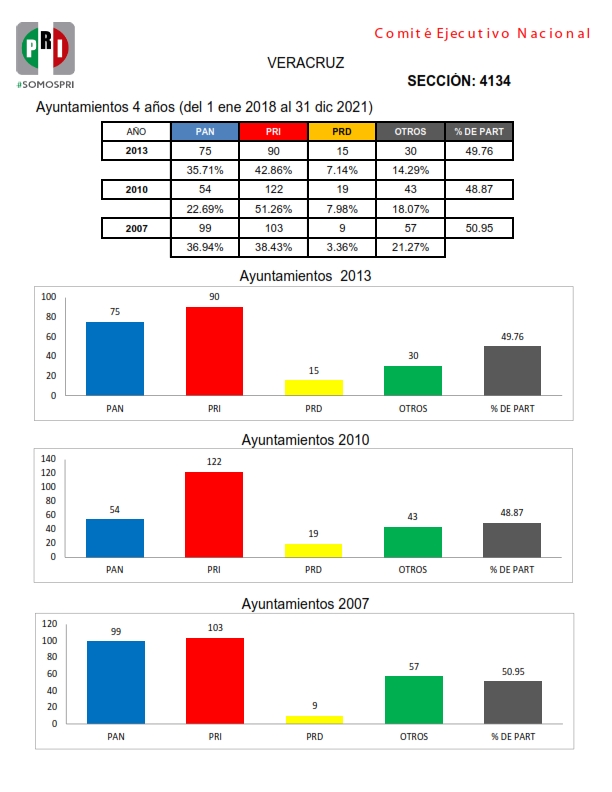 Comité Ejecutivo Nacional
PRI
#SOMOSPRI
VERACRUZ
SECCIÓN: 4134
Ayuntamientos 4 años (del 1 ene 2018 al 31 dic 2021)
AÑO PAN PRI PRD OTROS % DE PART
2013 75 90 15 30 49.76
35.71% 42.86% 7.14% 14.29%
2010 54 122 19 43 48.87
22.69% 51.26% 7.98% 18.07%
2007 99 103 9 57 50.95
36.94% 38.43% 3.36% 21.27%
Ayuntamientos 2013
100
80
60
40
20
0
75
90
15
30
49.76
PAN PRI PRD OTROS % DE PART
Ayuntamientos 2010
140
120
100
80
60
40
20
0
54
122
19
43
48.87
PAN PRI PRD OTROS % DE PART
Ayuntamientos 2007
120
100
80
60
40
20
0
99
103
9
57
50.95
PAN PRI PRD OTROS % DE PART